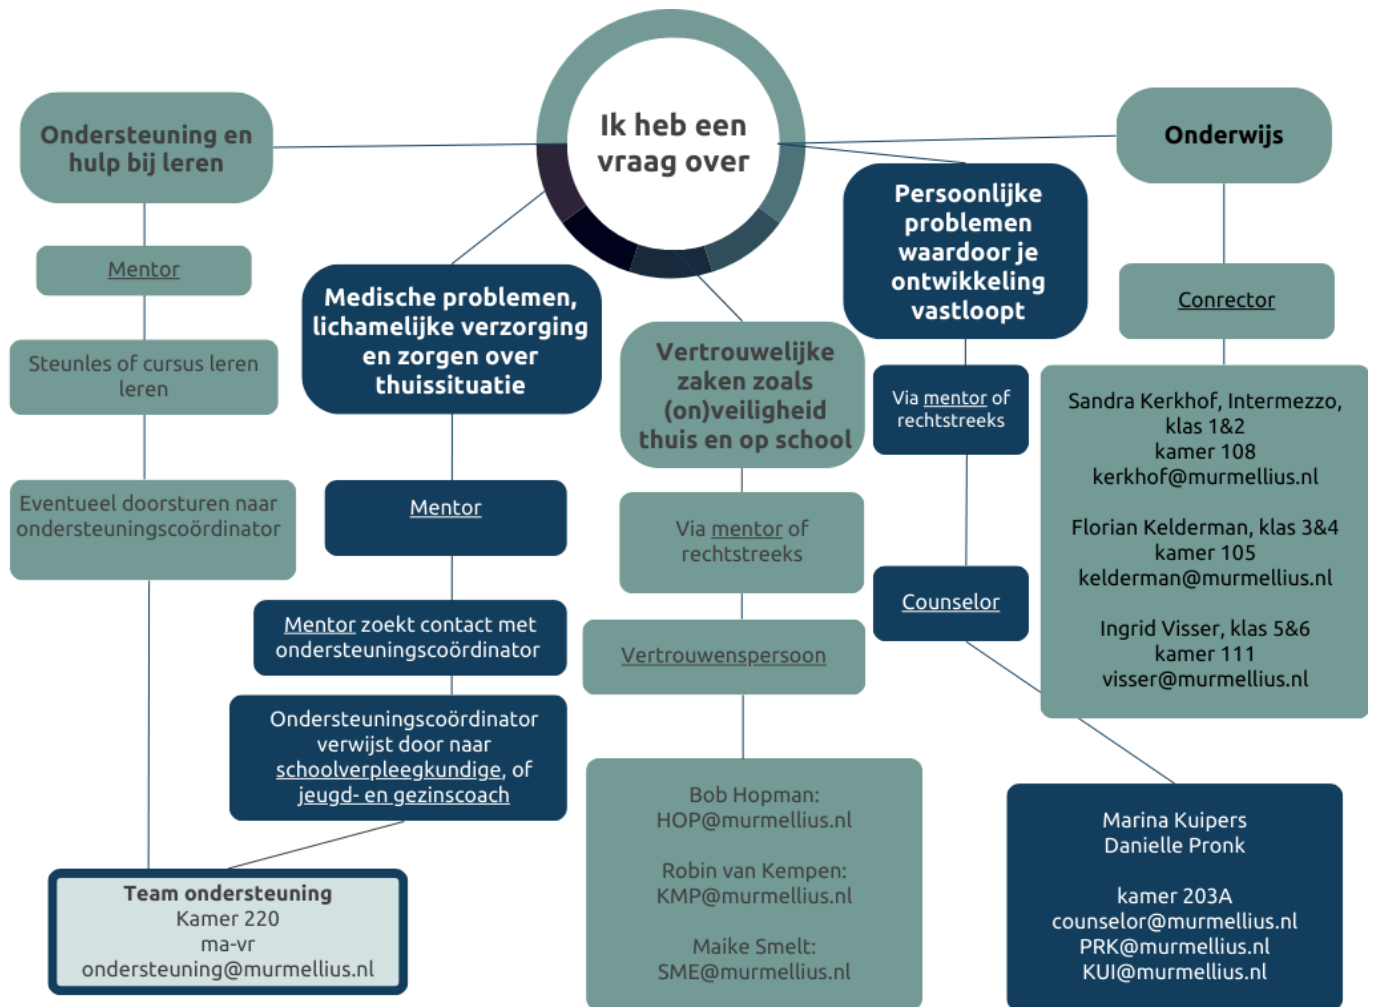 Ik heb een
vraag over
Ondersteuning en
hulp bij leren
Mentor
Steunles of cursus leren
leren
Eventueel doorsturen naar
ondersteuningscoördinator
Medische problemen,
lichamelijke verzorging
en zorgen over
thuissituatie
Mentor
Mentor zoekt contact met
ondersteuningscoördinator
Ondersteuningscoördinator
verwijst door naar
schoolverpleegkundige, of
jeugd- en gezinscoach
Team ondersteuning
Kamer 220
ma-vr
ondersteuning@murmellius.nl
Vertrouwelijke
zaken zoals
(on)veiligheid
thuis en op school
Via mentor of
rechtstreeks
Vertrouwenspersoon
Bob Hopman:
HOP@murmellius.nl
Robin van Kempen:
KMP@murmellius.nl
Maike Smelt:
SME@murmellius.nl
Persoonlijke
problemen
waardoor je
ontwikkeling
vastloopt
Via mentor of
rechtstreeks
Counselor
Marina Kuipers
Danielle Pronk
kamer 203A
counselor@murmellius.nl
PRK@murmellius.nl
KUI@murmellius.nl
Onderwijs
Conrector
Sandra Kerkhof, Intermezzo,
klas 1&2
kamer 108
kerkhof@murmellius.nl
Florian Kelderman, klas 3&4
kamer 105
kelderman@murmellius.nl
Ingrid Visser, klas 5&6
kamer 111
visser@murmellius.nl